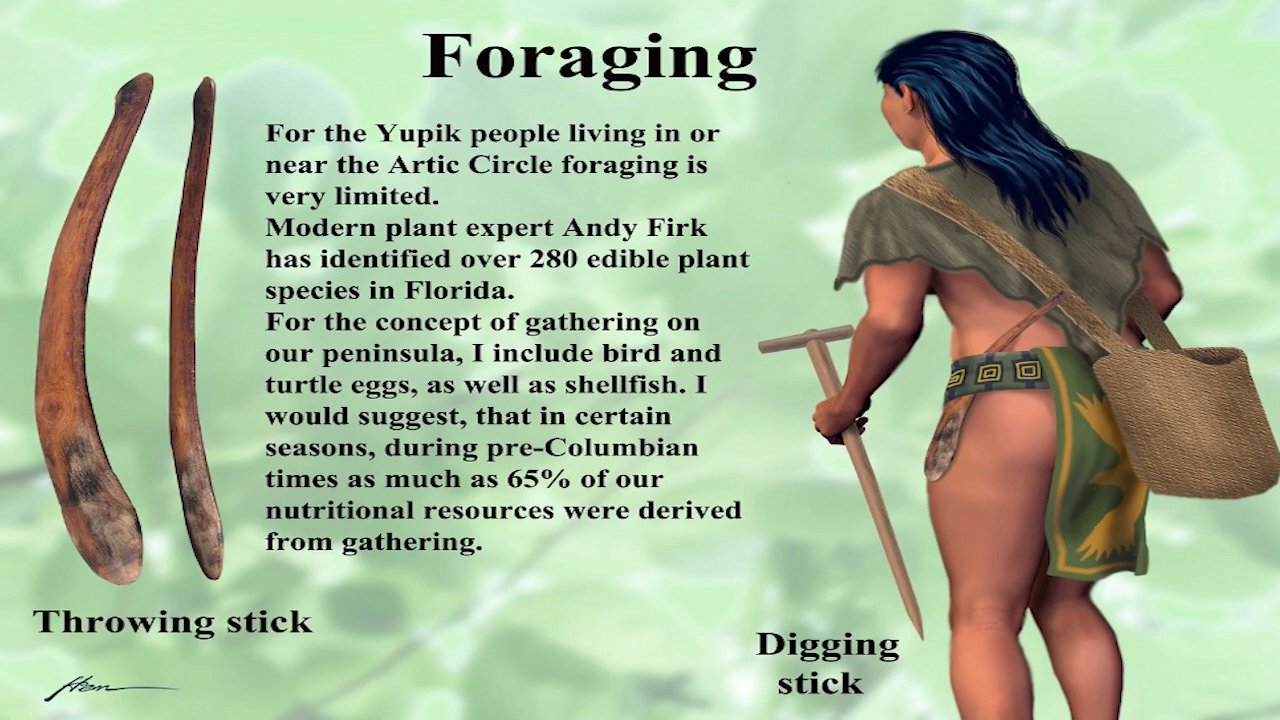 Foraging
For the Yupik people living in or
near the Artic Circle foraging is
very limited.
Modern plant expert Andy Firk
has identified over 280 edible plant
species in Florida.
For the concept of gathering on
our peninsula, I include bird and
turtle eggs, as well as shellfish. I
would suggest, that in certain
seasons, during pre-Columbian
times as much as 65% of our
nutritional resources were derived
from gathering.
Throwing stick
Digging
stick